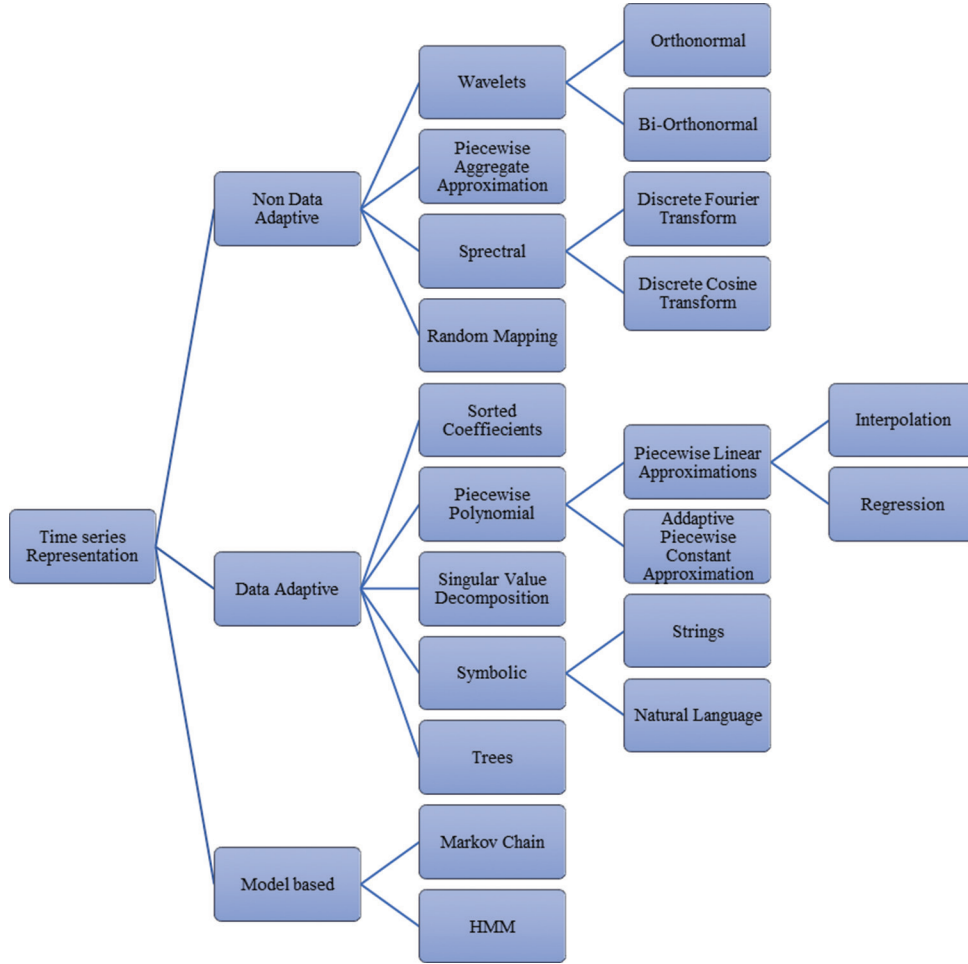 Time series
Representation
Non Data
Adaptive
Wavelets
Orthonormal
Bi-Orthonormal
Piecewise
Aggregate
Approximation
Sprectral
Discrete Fourier
Transform
Discrete Cosine
Transform
Random Mapping
Data Adaptive
Sorted
Coeffiecients
Piecewise
Polynomial
Piecewise Linear
Approximations
Interpolation
Regression
Addaptive
Piecewise
Constant
Approximation
Singular Value
Decomposition
Symbolic
Strings
Natural Language
Trees
Model based
Markov Chain
HMM